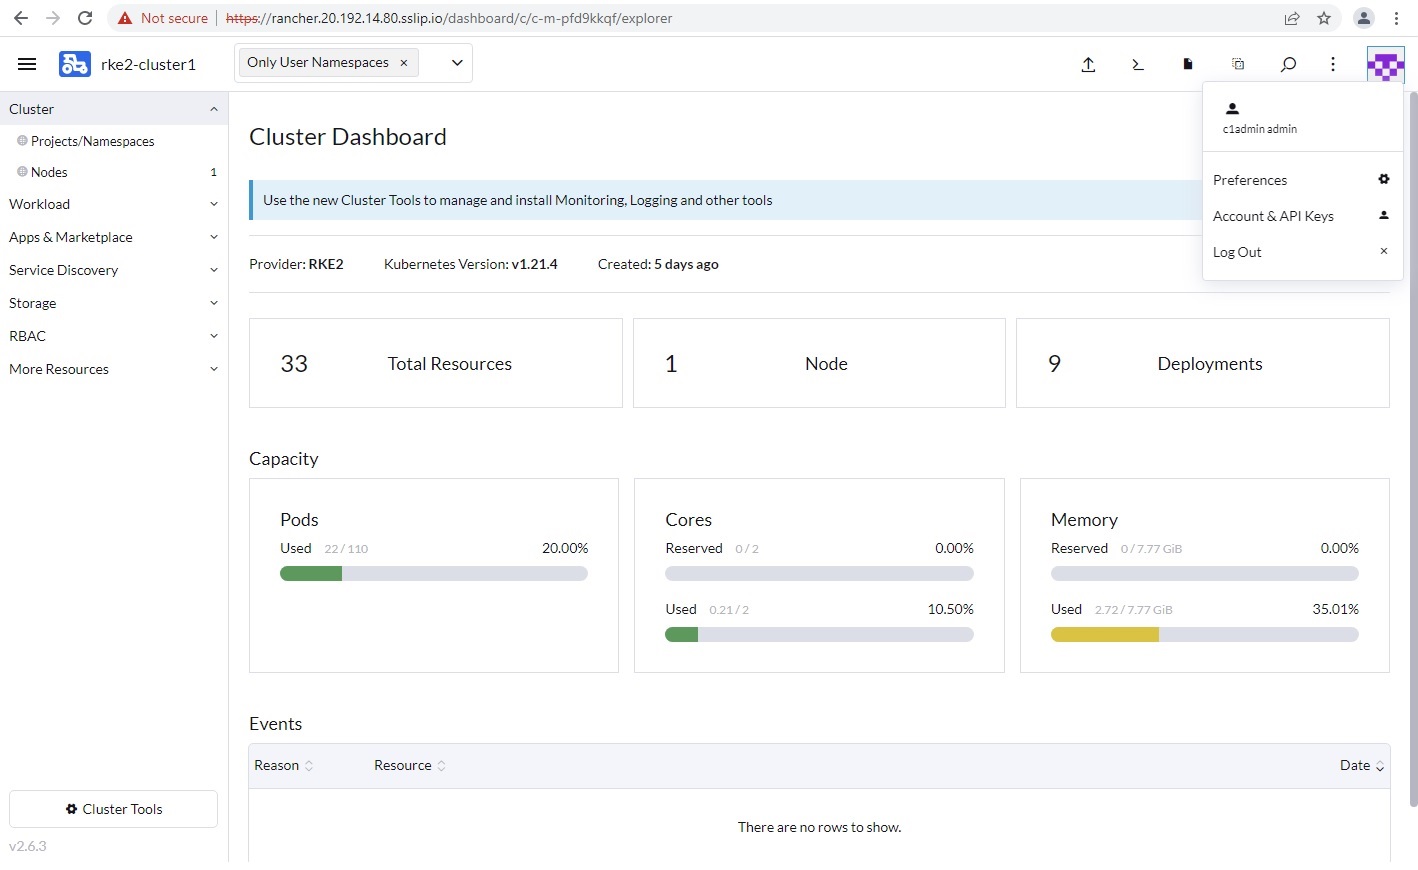 Not secure https://rancher.20.192.14.80.sslip.io/dashboard/c/c-m-pfd9kkqf/explorer
rke2-cluster1
Only User Namespaces ×
c1admin admin
Preferences
Account & API Keys
Log Out
Cluster
Projects/Namespaces
Nodes 1
Workload
Apps & Marketplace
Service Discovery
Storage
RBAC
More Resources
Cluster Tools
v2.6.3
Cluster Dashboard
Use the new Cluster Tools to manage and install Monitoring, Logging and other tools
Provider: RKE2 Kubernetes Version: v1.21.4 Created: 5 days ago
33 Total Resources
1 Node
9 Deployments
Capacity
Pods
Used 22 / 110 20.00%
Cores
Reserved 0 / 2 0.00%
Used 0.21 / 2 10.50%
Memory
Reserved 0 / 7.77 GiB 0.00%
Used 2.72 / 7.77 GiB 35.01%
Events
Reason Resource Date
There are no rows to show.